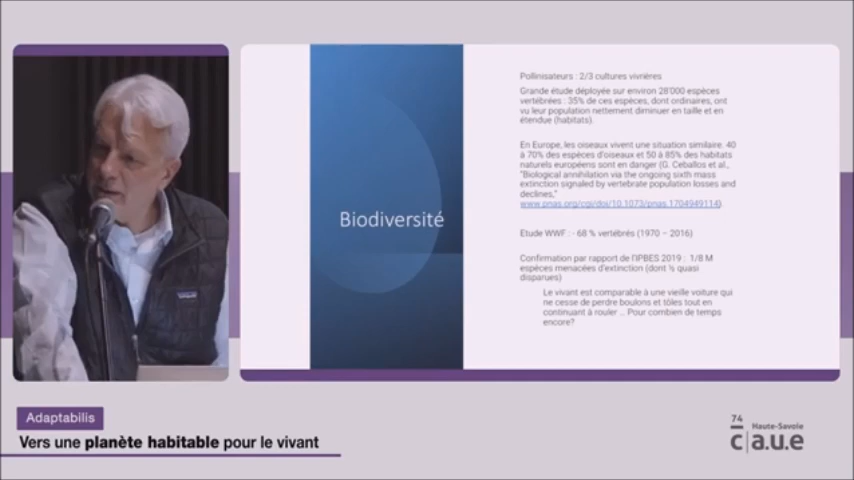 Biodiversité
Pollinisateurs : 2/3 cultures vivrières
Grande étude déployée sur environ 28'000 espèces
vertébrées : 35% de ces espèces, dont ordinaires, ont
vu leur population nettement diminuer en taille et en
étendue (habitats).
En Europe, les oiseaux vivent une situation similaire. 40
à 70% des espèces d'oiseaux et 50 à 85% des habitats
naturels européens sont en danger (G. Ceballos et al.,
"Biological annihilation via the ongoing sixth mass
extinction signaled by vertebrate population losses and
declines,"
www.pnas.org/cgi/doi/10.1073/pnas.1704949114)
Etude WWF : - 68 % vertébrés (1970 – 2016)
Confirmation par rapport de l'IPBES 2019 : 1/8 M
espèces menacées d'extinction (dont ½ quasi
disparues)
Le vivant est comparable à une vieille voiture qui
ne cesse de perdre boulons et tôles tout en
continuant à rouler ... Pour combien de temps
encore?
patagonia
Adaptabilis
Vers une planète habitable pour le vivant
74
Haute-Savoie
c|a.u.e